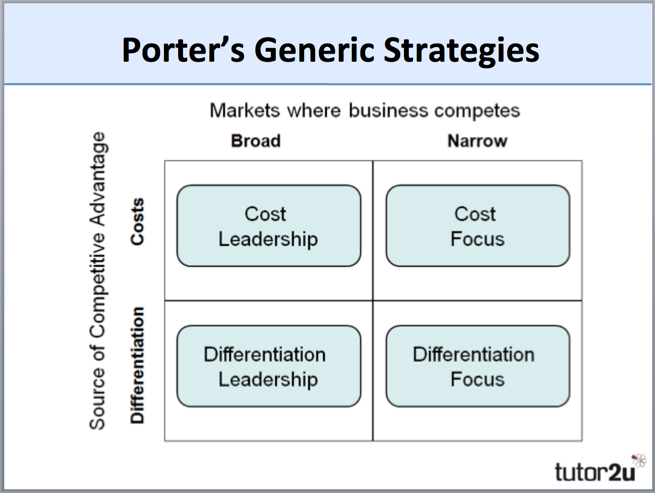 Porter’s Generic Strategies
Markets where business competes
Broad
Narrow
Source of Competitive Advantage
Costs
Cost
Leadership
Cost
Focus
Differentiation
Differentiation
Leadership
Differentiation
Focus
tutor2u